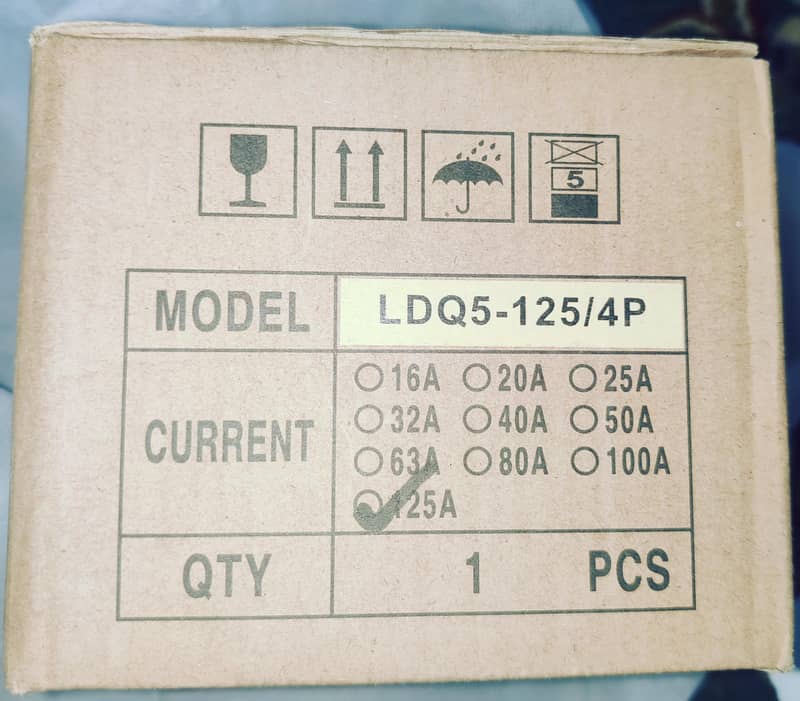 5
MODEL LDQ5-125/4P
CURRENT
16A 20A 25A
32A 40A 50A
63A 80A 100A
125A
QTY 1 PCS